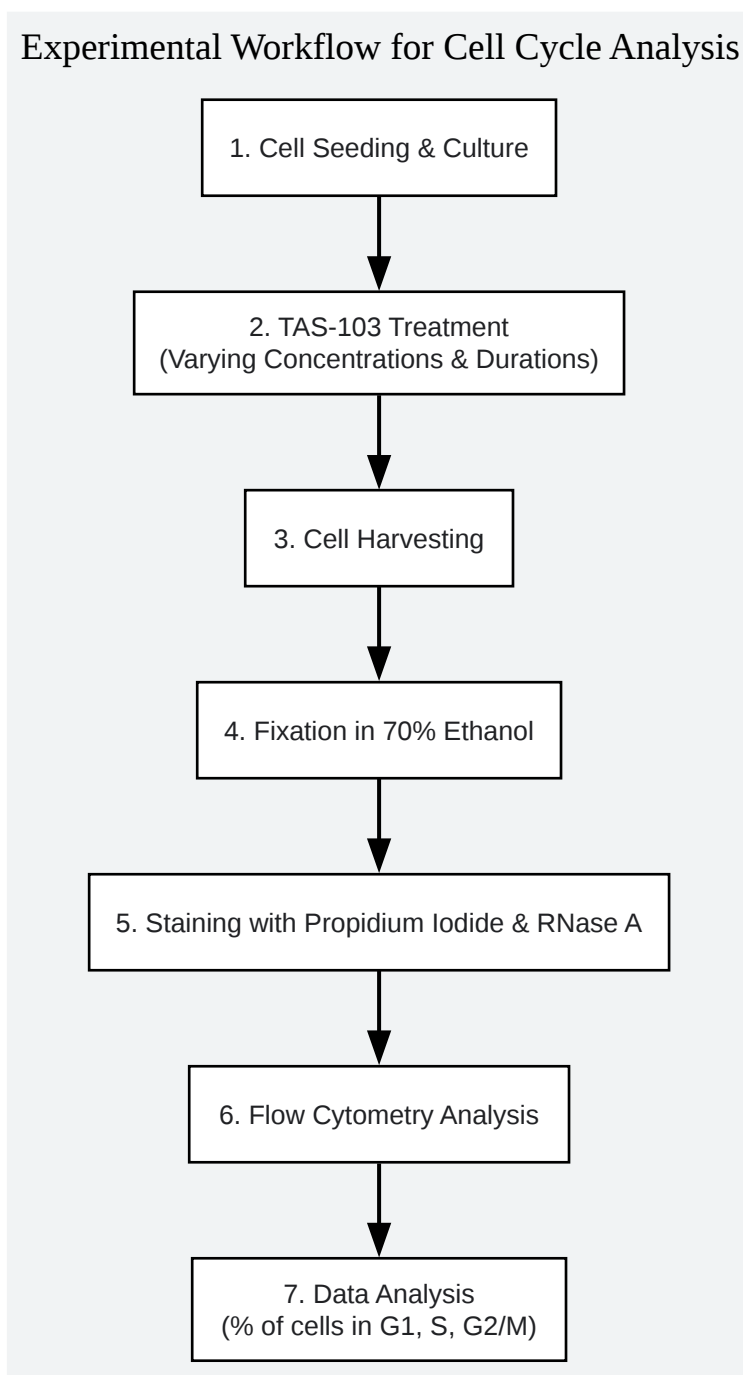 Experimental Workflow for Cell Cycle Analysis
1. Cell Seeding & Culture
2. TAS-103 Treatment
(Varying Concentrations & Durations)
3. Cell Harvesting
4. Fixation in 70% Ethanol
5. Staining with Propidium Iodide & RNase A
6. Flow Cytometry Analysis
7. Data Analysis
(% of cells in G1, S, G2/M)